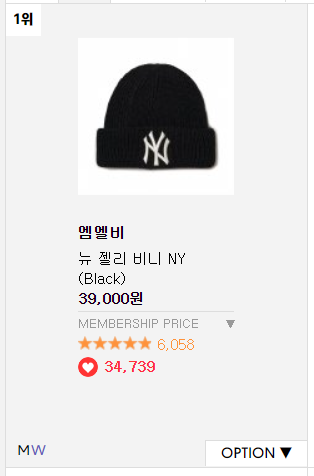 1위
NY
엠엘비
뉴 젤리 비니 NY
(Black)
39,000원
MEMBERSHIP PRICE ▼
★★★★★ 6,058
34,739
MW
OPTION ▼